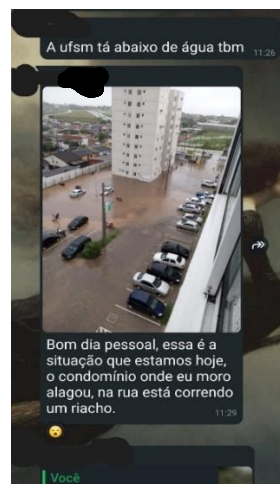 A ufsm tá abaixo de água tbm
11:26
Bom dia pessoal, essa é a
situação que estamos hoje,
o condomínio onde eu moro
alagou, na rua está correndo
um riacho.
11:29
Você